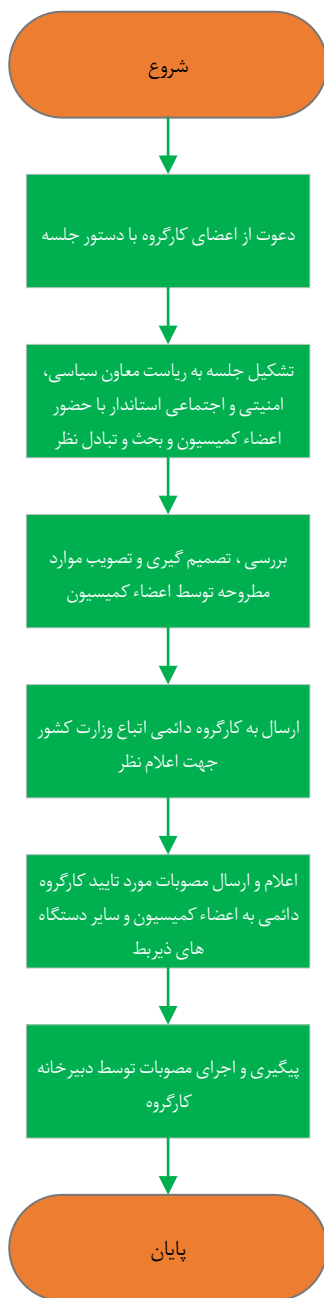 شروع
دعوت از اعضای کارگروه با دستور جلسه
تشکیل جلسه به ریاست معاون سیاسی،
امنیتی و اجتماعی استاندار با حضور
اعضاء کمیسیون و بحث و تبادل نظر
بررسی ، تصمیم گیری و تصویب موارد
مطروحه توسط اعضاء کمیسیون
ارسال به کارگروه دائمی اتباع وزارت کشور
جهت اعلام نظر
اعلام و ارسال مصوبات مورد تایید کارگروه
دائمی به اعضاء کمیسیون و سایر دستگاه
های ذیربط
پیگیری و اجرای مصوبات توسط دبیرخانه
کارگروه
پایان